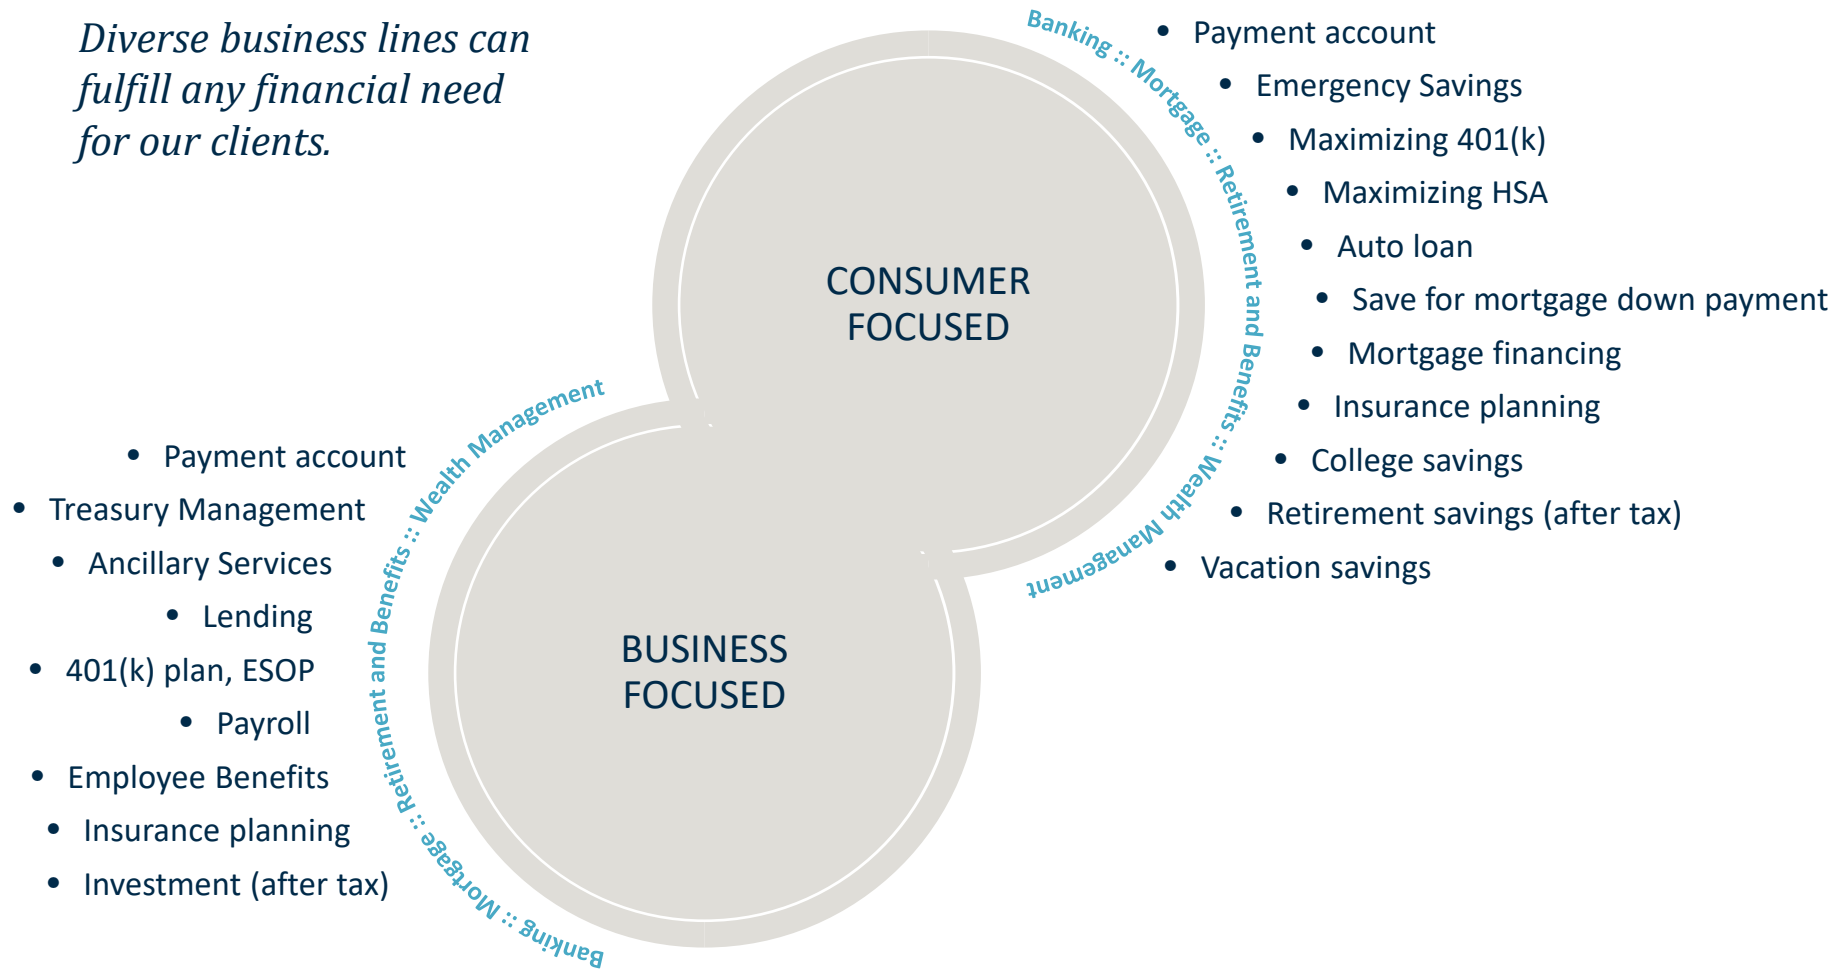 Diverse business lines can
fulfill any financial need
for our clients.
Banking :: Mortgage :: Retirement and Benefits :: Wealth Management
• Payment account
• Emergency Savings
• Maximizing 401(k)
• Maximizing HSA
• Auto loan
• Save for mortgage down payment
• Mortgage financing
• Insurance planning
• College savings
• Retirement savings (after tax)
• Vacation savings
CONSUMER
FOCUSED
Banking :: Mortgage :: Retirement and Benefits :: Wealth Management
• Payment account
• Treasury Management
• Ancillary Services
• Lending
• 401(k) plan, ESOP
• Payroll
• Employee Benefits
• Insurance planning
• Investment (after tax)
BUSINESS
FOCUSED